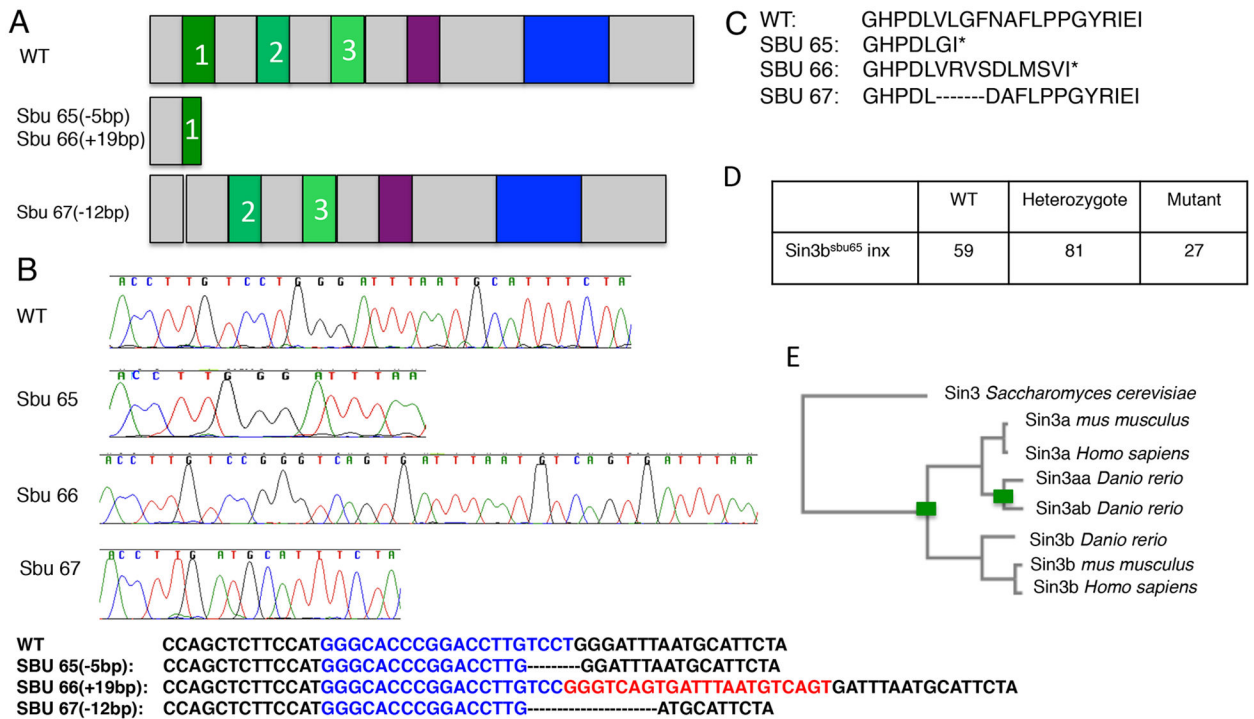 A
WT
1
2
3
Sbu 65(-5bp)
Sbu 66(+19bp)
1
Sbu 67(-12bp)
2
3
B
WT
A C C T T G T C C T G G G A T T T A A T G C A T T T C T A
Sbu 65
A C C T T G G G A T T T A A
Sbu 66
A C C T T G T C C G G G T C A G T G A T T T A A T G T C A G T G A T T T A A
Sbu 67
A C C T T G A T G C A T T T C T A
WT CCAGCTCTTCCATGGGCACCCGGACCTTGTCCTGGGATTTAATGCATTCTA
SBU 65(-5bp): CCAGCTCTTCCATGGGCACCCGGACCTTG---------GGATTTAATGCATTCTA
SBU 66(+19bp): CCAGCTCTTCCATGGGCACCCGGACCTTGTCCGGGTCAGTGATTTAATGTCAGTGATTTAATGCATTCTA
SBU 67(-12bp): CCAGCTCTTCCATGGGCACCCGGACCTTG----------------------ATGCATTCTA
C
WT: GHPDLVLGFNAFLPPGYRIEI
SBU 65: GHPDLGI*
SBU 66: GHPDLVRVSDLMSVI*
SBU 67: GHPDL-------DAFLPPGYRIEI
D
WT Heterozygote Mutant
Sin3bsbu65 inx 59 81 27
E
Sin3 Saccharomyces cerevisiae
Sin3a mus musculus
Sin3a Homo sapiens
Sin3aa Danio rerio
Sin3ab Danio rerio
Sin3b Danio rerio
Sin3b mus musculus
Sin3b Homo sapiens